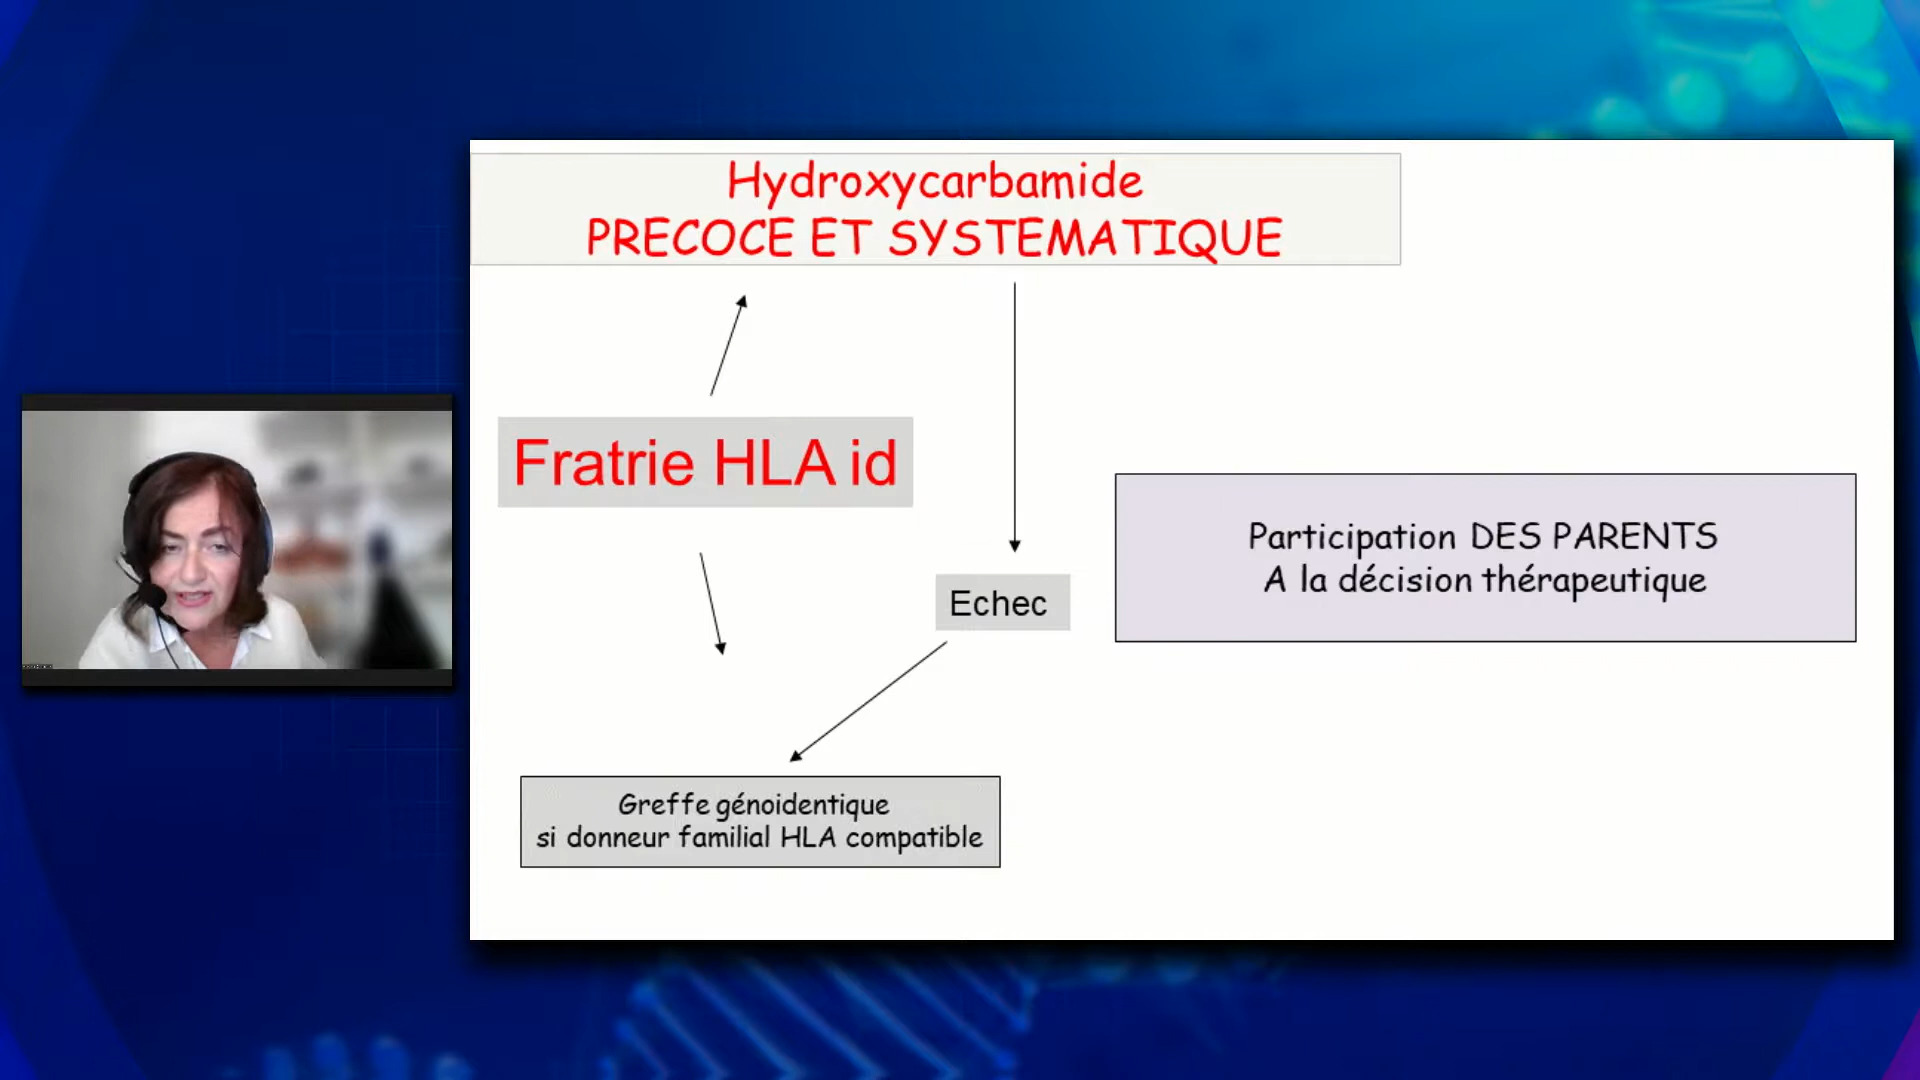 Hydroxycarbamide
PRECOCE ET SYSTEMATIQUE
Fratrie HLA id
Echec
Participation DES PARENTS
A la décision thérapeutique
Greffe génoidentique
si donneur familial HLA compatible